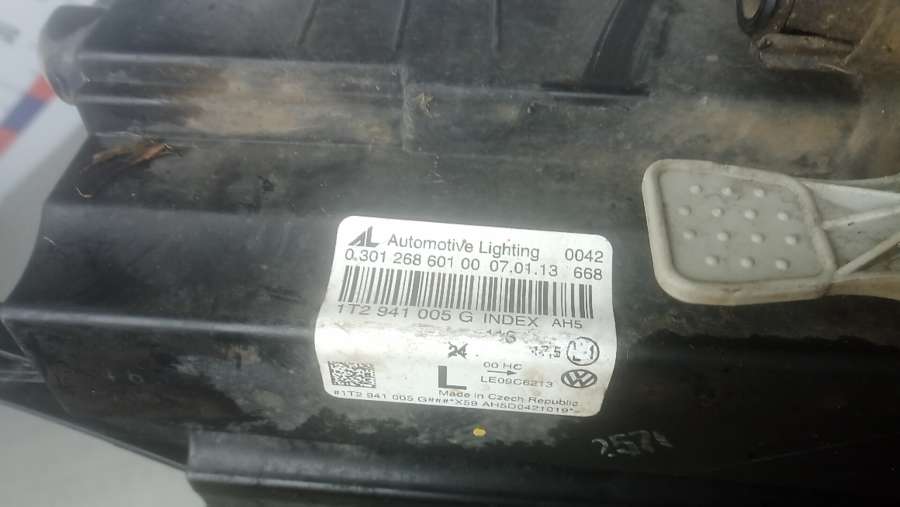 AL Automotive Lighting 0042
0.301 268 601 00 07.01.13 668
1T2 941 005 G INDEX AH5
24
00 HC
L LE09C6213
Made in Czech Republic
#1T2 941 005 G###*X59 AH5D0421019*=